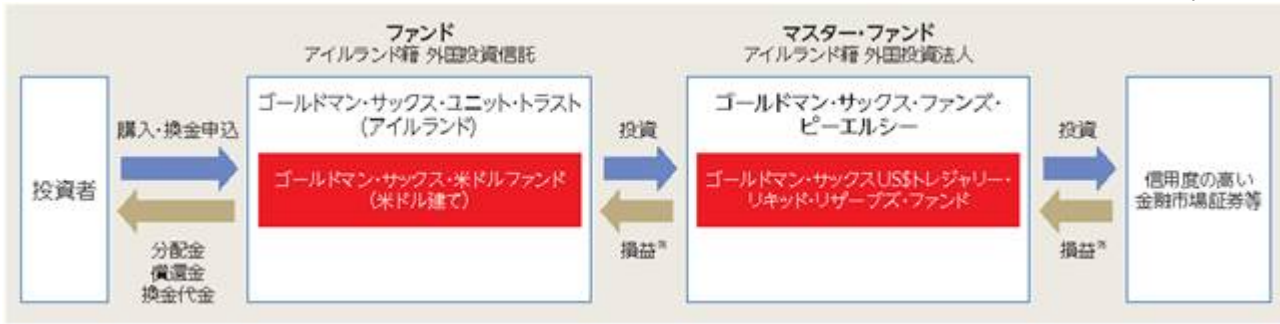 ファンド
アイルランド籍 外国投資信託
マスター・ファンド
アイルランド籍 外国投資法人
投資者
購入・換金申込
分配金
償還金
換金代金
ゴールドマン・サックス・ユニット・トラスト
(アイルランド)
ゴールドマン・サックス・米ドルファンド
(米ドル建て)
投資
損益
ゴールドマン・サックス・ファンズ・
ピーエルシー
ゴールドマン・サックスUS$トレジャリー・
リキッド・リザーブズ・ファンド
投資
損益
信用度の高い
金融市場証券等